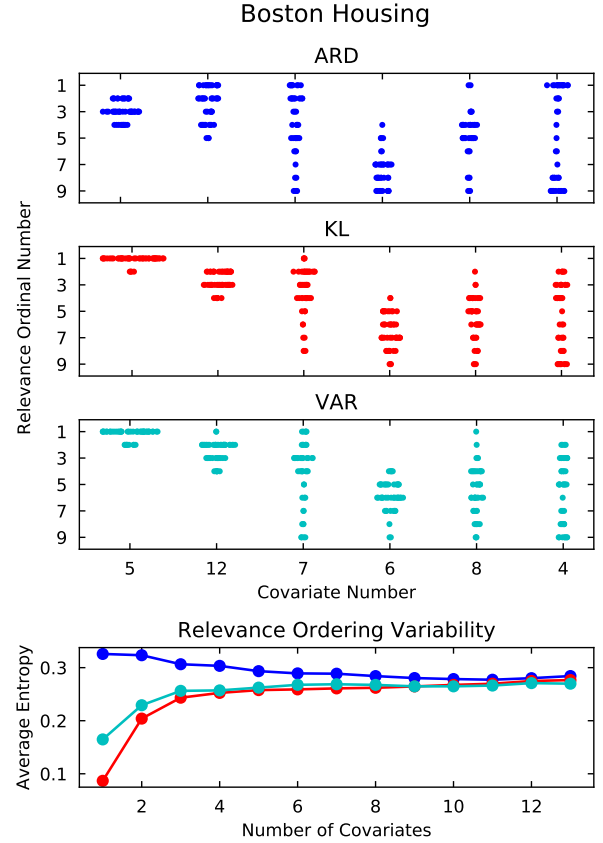 Boston Housing
ARD
1
3
5
7
9
KL
1
3
5
7
9
Relevance Ordinal Number
VAR
1
3
5
7
9
5 12 7 6 8 4
Covariate Number
Relevance Ordering Variability
0.3
0.2
0.1
Average Entropy
2 4 6 8 10 12
Number of Covariates